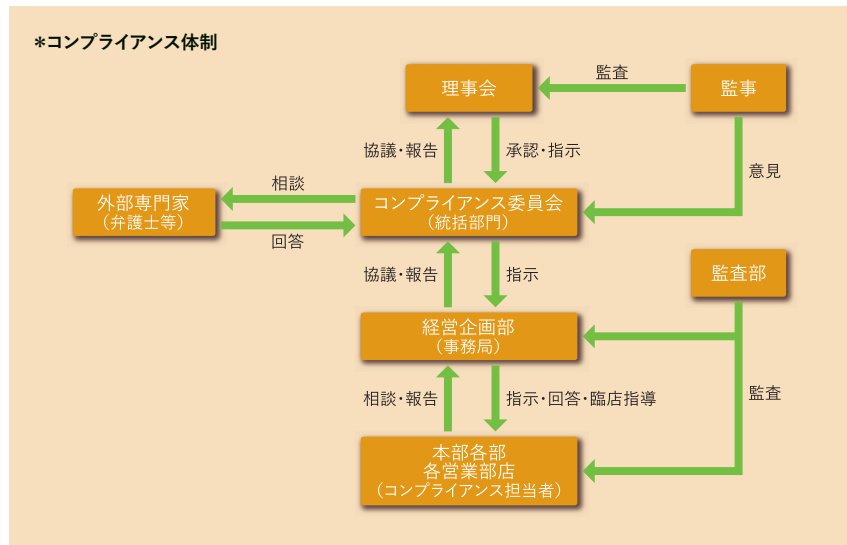 *コンプライアンス体制
監査
理事会
監事
協議・報告
承認・指示
意見
相談
外部専門家
(弁護士等)
コンプライアンス委員会
(統括部門)
回答
協議・報告
指示
監査部
経営企画部
(事務局)
相談・報告
指示・回答・臨店指導
監査
本部各部
各営業部店
(コンプライアンス担当者)